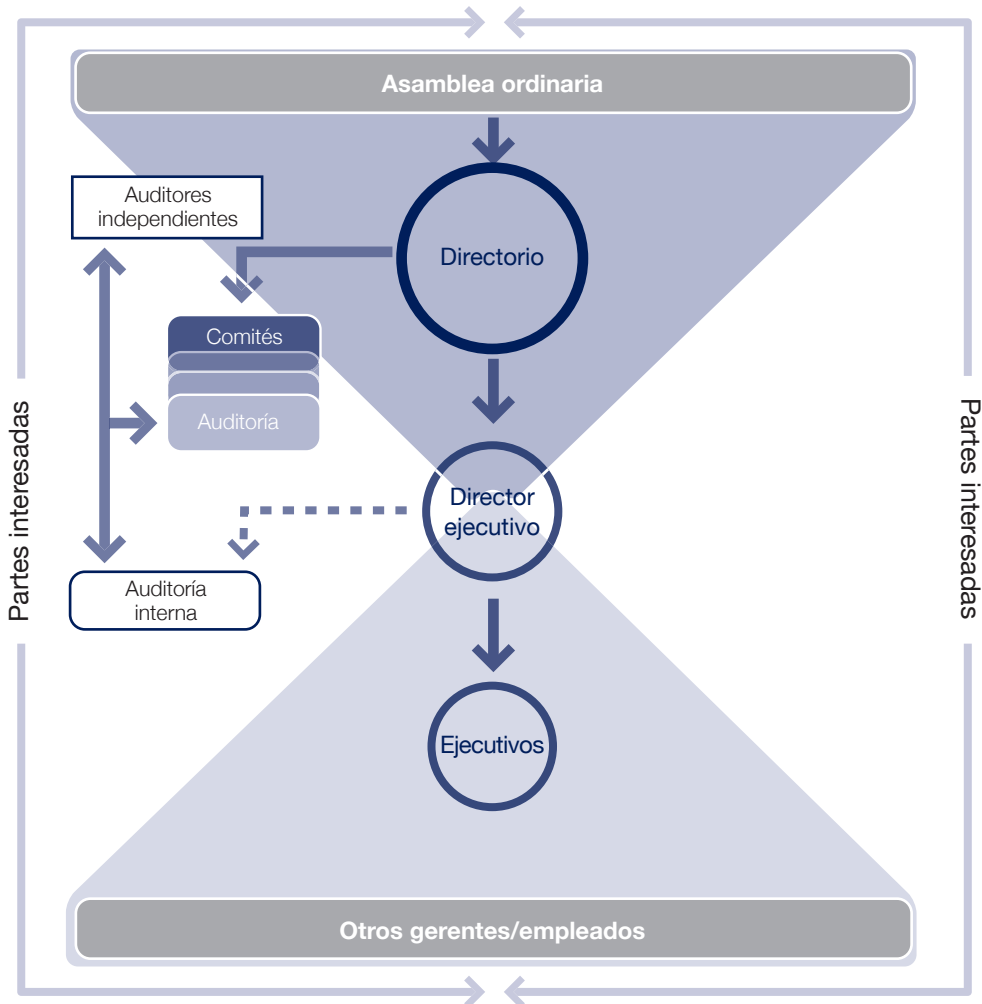 Asamblea ordinaria
Auditores
independientes
Directorio
Comités
Auditoría
Partes interesadas
Partes interesadas
Director
ejecutivo
Auditoría
interna
Ejecutivos
Otros gerentes/empleados